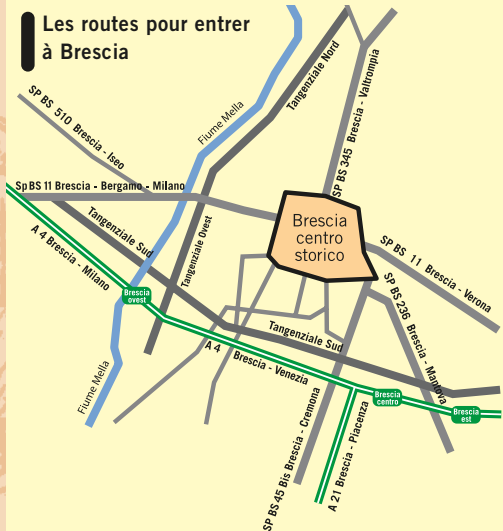 Les routes pour entrer
à Brescia
Tangenziale Nord
SP BS 345 Brescia - Valtrompia
SP BS 510 Brescia - Iseo
Fiume Mella
SpBS 11 Brescia - Bergamo - Milano
Tangenziale Sud
Tangenziale Ovest
A 4 Brescia - Milano
Brescia
centro
storico
SP BS 11 Brescia - Verona
SP BS 236 Brescia - Mantova
Brescia
ovest
Tangenziale Sud
A 4 Brescia - Venezia
Fiume Mella
Brescia
centro
Brescia
est
SP BS 45 Bis Brescia - Cremona
A 21 Brescia - Piacenza